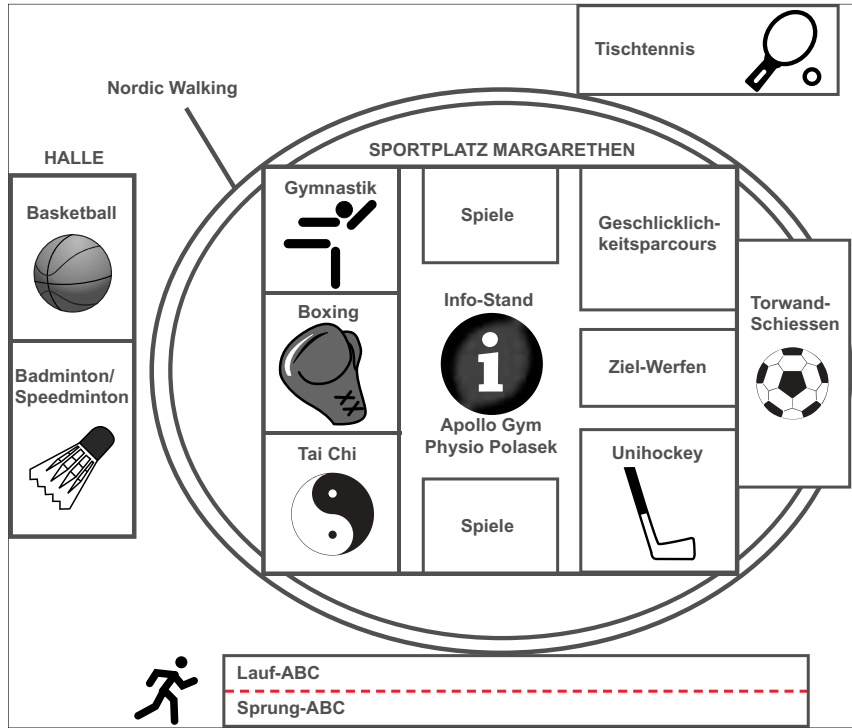 Tischtennis
Nordic Walking
HALLE
SPORTPLATZ MARGARETHEN
Basketball
Gymnastik
Spiele
Geschlicklich-
keitsparcours
Info-Stand
Boxing
Torwand-
Schiessen
Badminton/
Speedminton
Ziel-Werfen
i
Apollo Gym
Physio Polasek
Tai Chi
Unihockey
Spiele
Lauf-ABC
Sprung-ABC